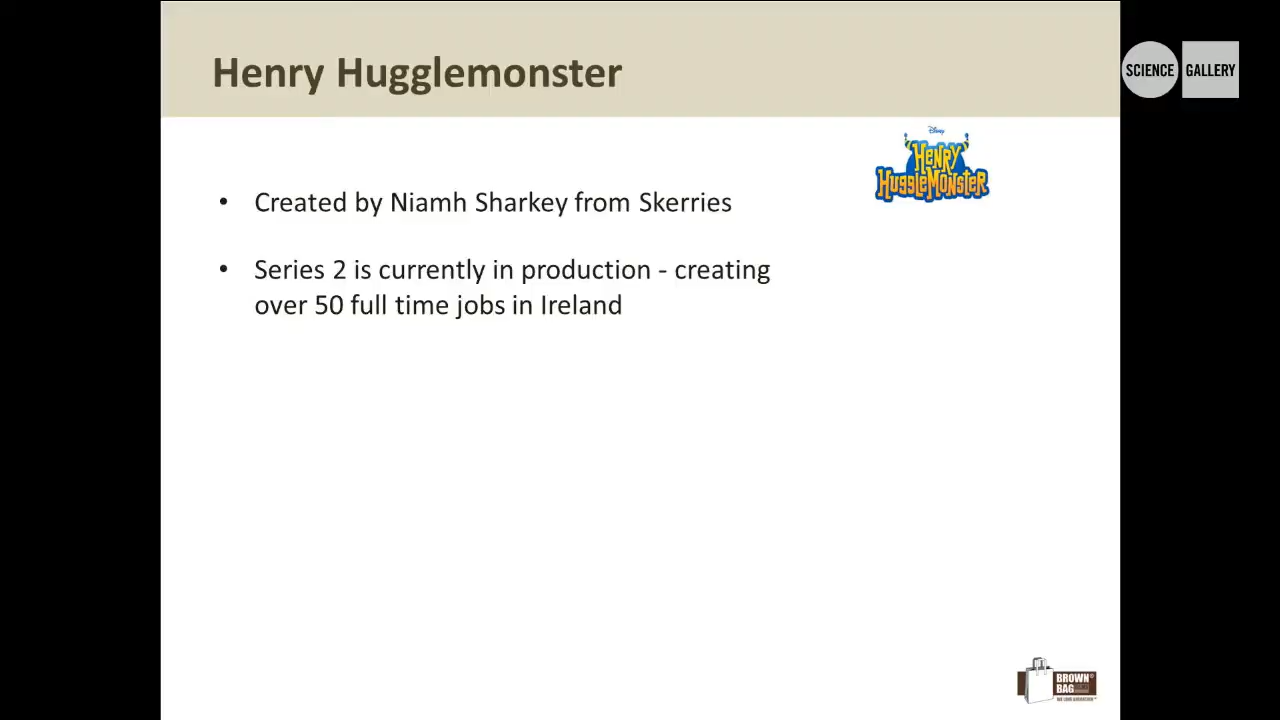 Henry Hugglemonster
SCIENCE GALLERY
Disney
HENRY
HUGGLEMONSTER
• Created by Niamh Sharkey from Skerries
• Series 2 is currently in production - creating
over 50 full time jobs in Ireland
BROWN
BAG